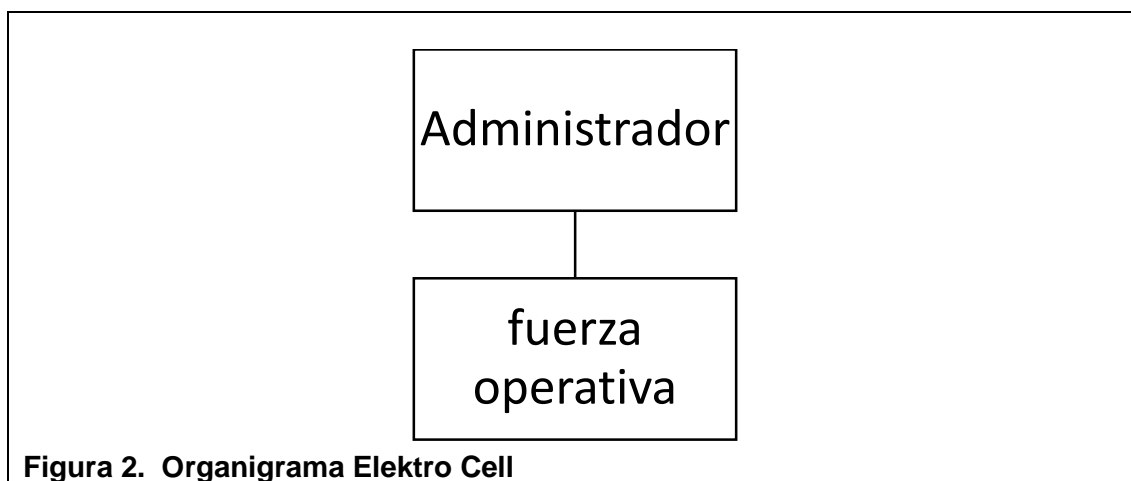 Administrador
fuerza
operativa
Figura 2. Organigrama Elektro Cell